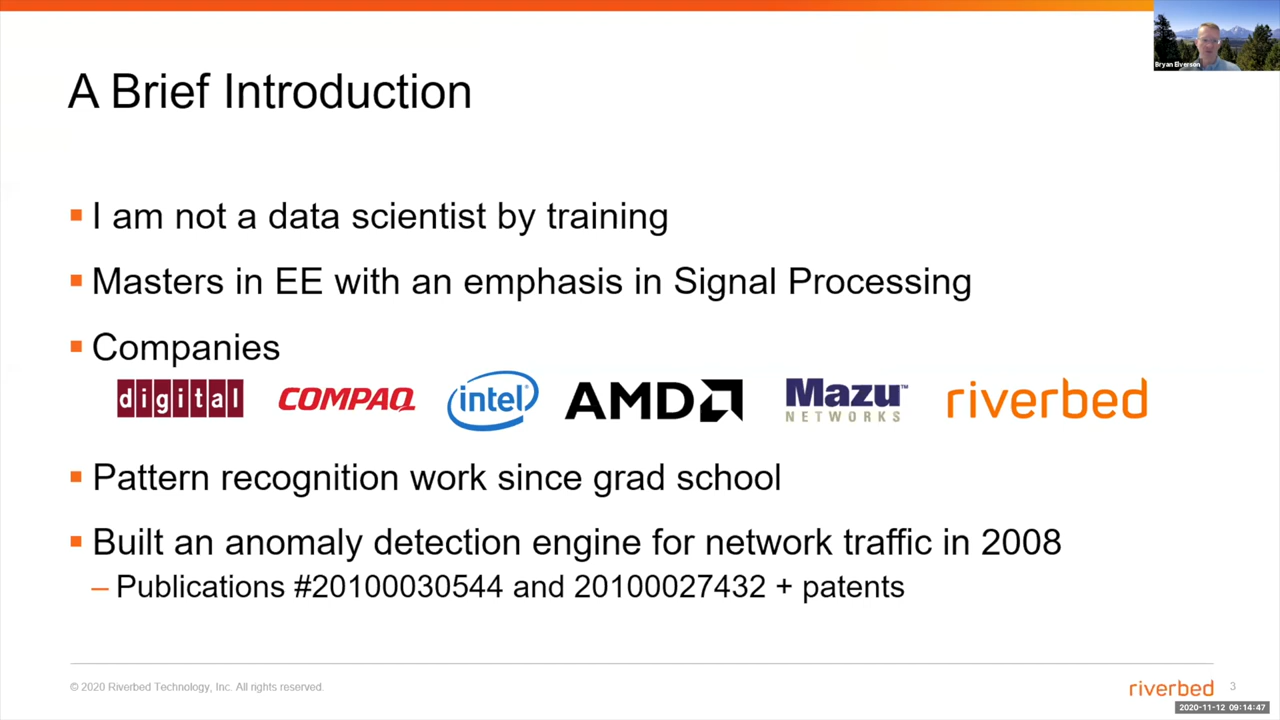 Bryan Elverson
A Brief Introduction
I am not a data scientist by training
Masters in EE with an emphasis in Signal Processing
Companies
digital COMPAQ intel® AMD Mazu™ NETWORKS riverbed
Pattern recognition work since grad school
Built an anomaly detection engine for network traffic in 2008
– Publications #20100030544 and 20100027432 + patents
© 2020 Riverbed Technology, Inc. All rights reserved.
riverbed 3
2020-11-12 09:14:47